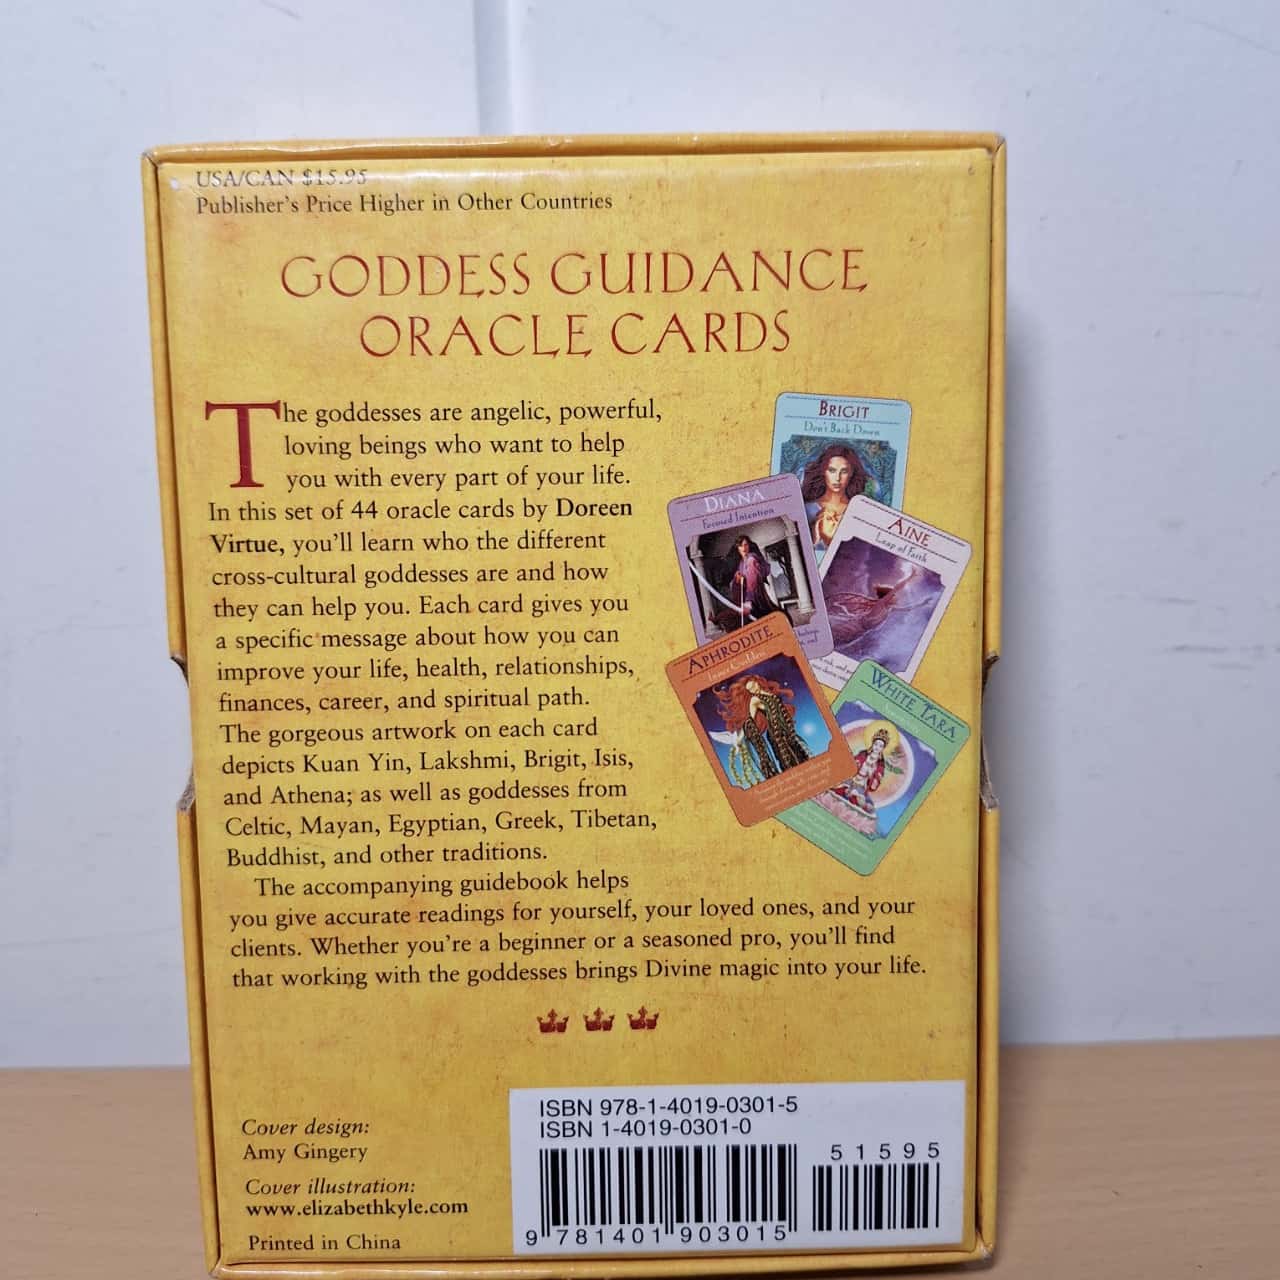 USA/CAN $15.95
Publisher's Price Higher in Other Countries
GODDESS GUIDANCE
ORACLE CARDS
The goddesses are angelic, powerful,
loving beings who want to help
you with every part of your life.
In this set of 44 oracle cards by Doreen
Virtue, you'll learn who the different
cross-cultural goddesses are and how
they can help you. Each card gives you
a specific message about how you can
improve your life, health, relationships,
finances, career, and spiritual path.
The gorgeous artwork on each card
depicts Kuan Yin, Lakshmi, Brigit, Isis,
and Athena; as well as goddesses from
Celtic, Mayan, Egyptian, Greek, Tibetan,
Buddhist, and other traditions.
The accompanying guidebook helps
you give accurate readings for yourself, your loved ones, and your
clients. Whether you're a beginner or a seasoned pro, you'll find
that working with the goddesses brings Divine magic into your life.
BRIGIT
Don't Back Down
DIANA
Focused Intention
AINE
Leap of Faith
APHRODITE
Inner Goddess
WHITE TARA
Cover design:
Amy Gingery
Cover illustration:
www.elizabethkyle.com
Printed in China
ISBN 978-1-4019-0301-5
ISBN 1-4019-0301-0
51595
9 781401 903015